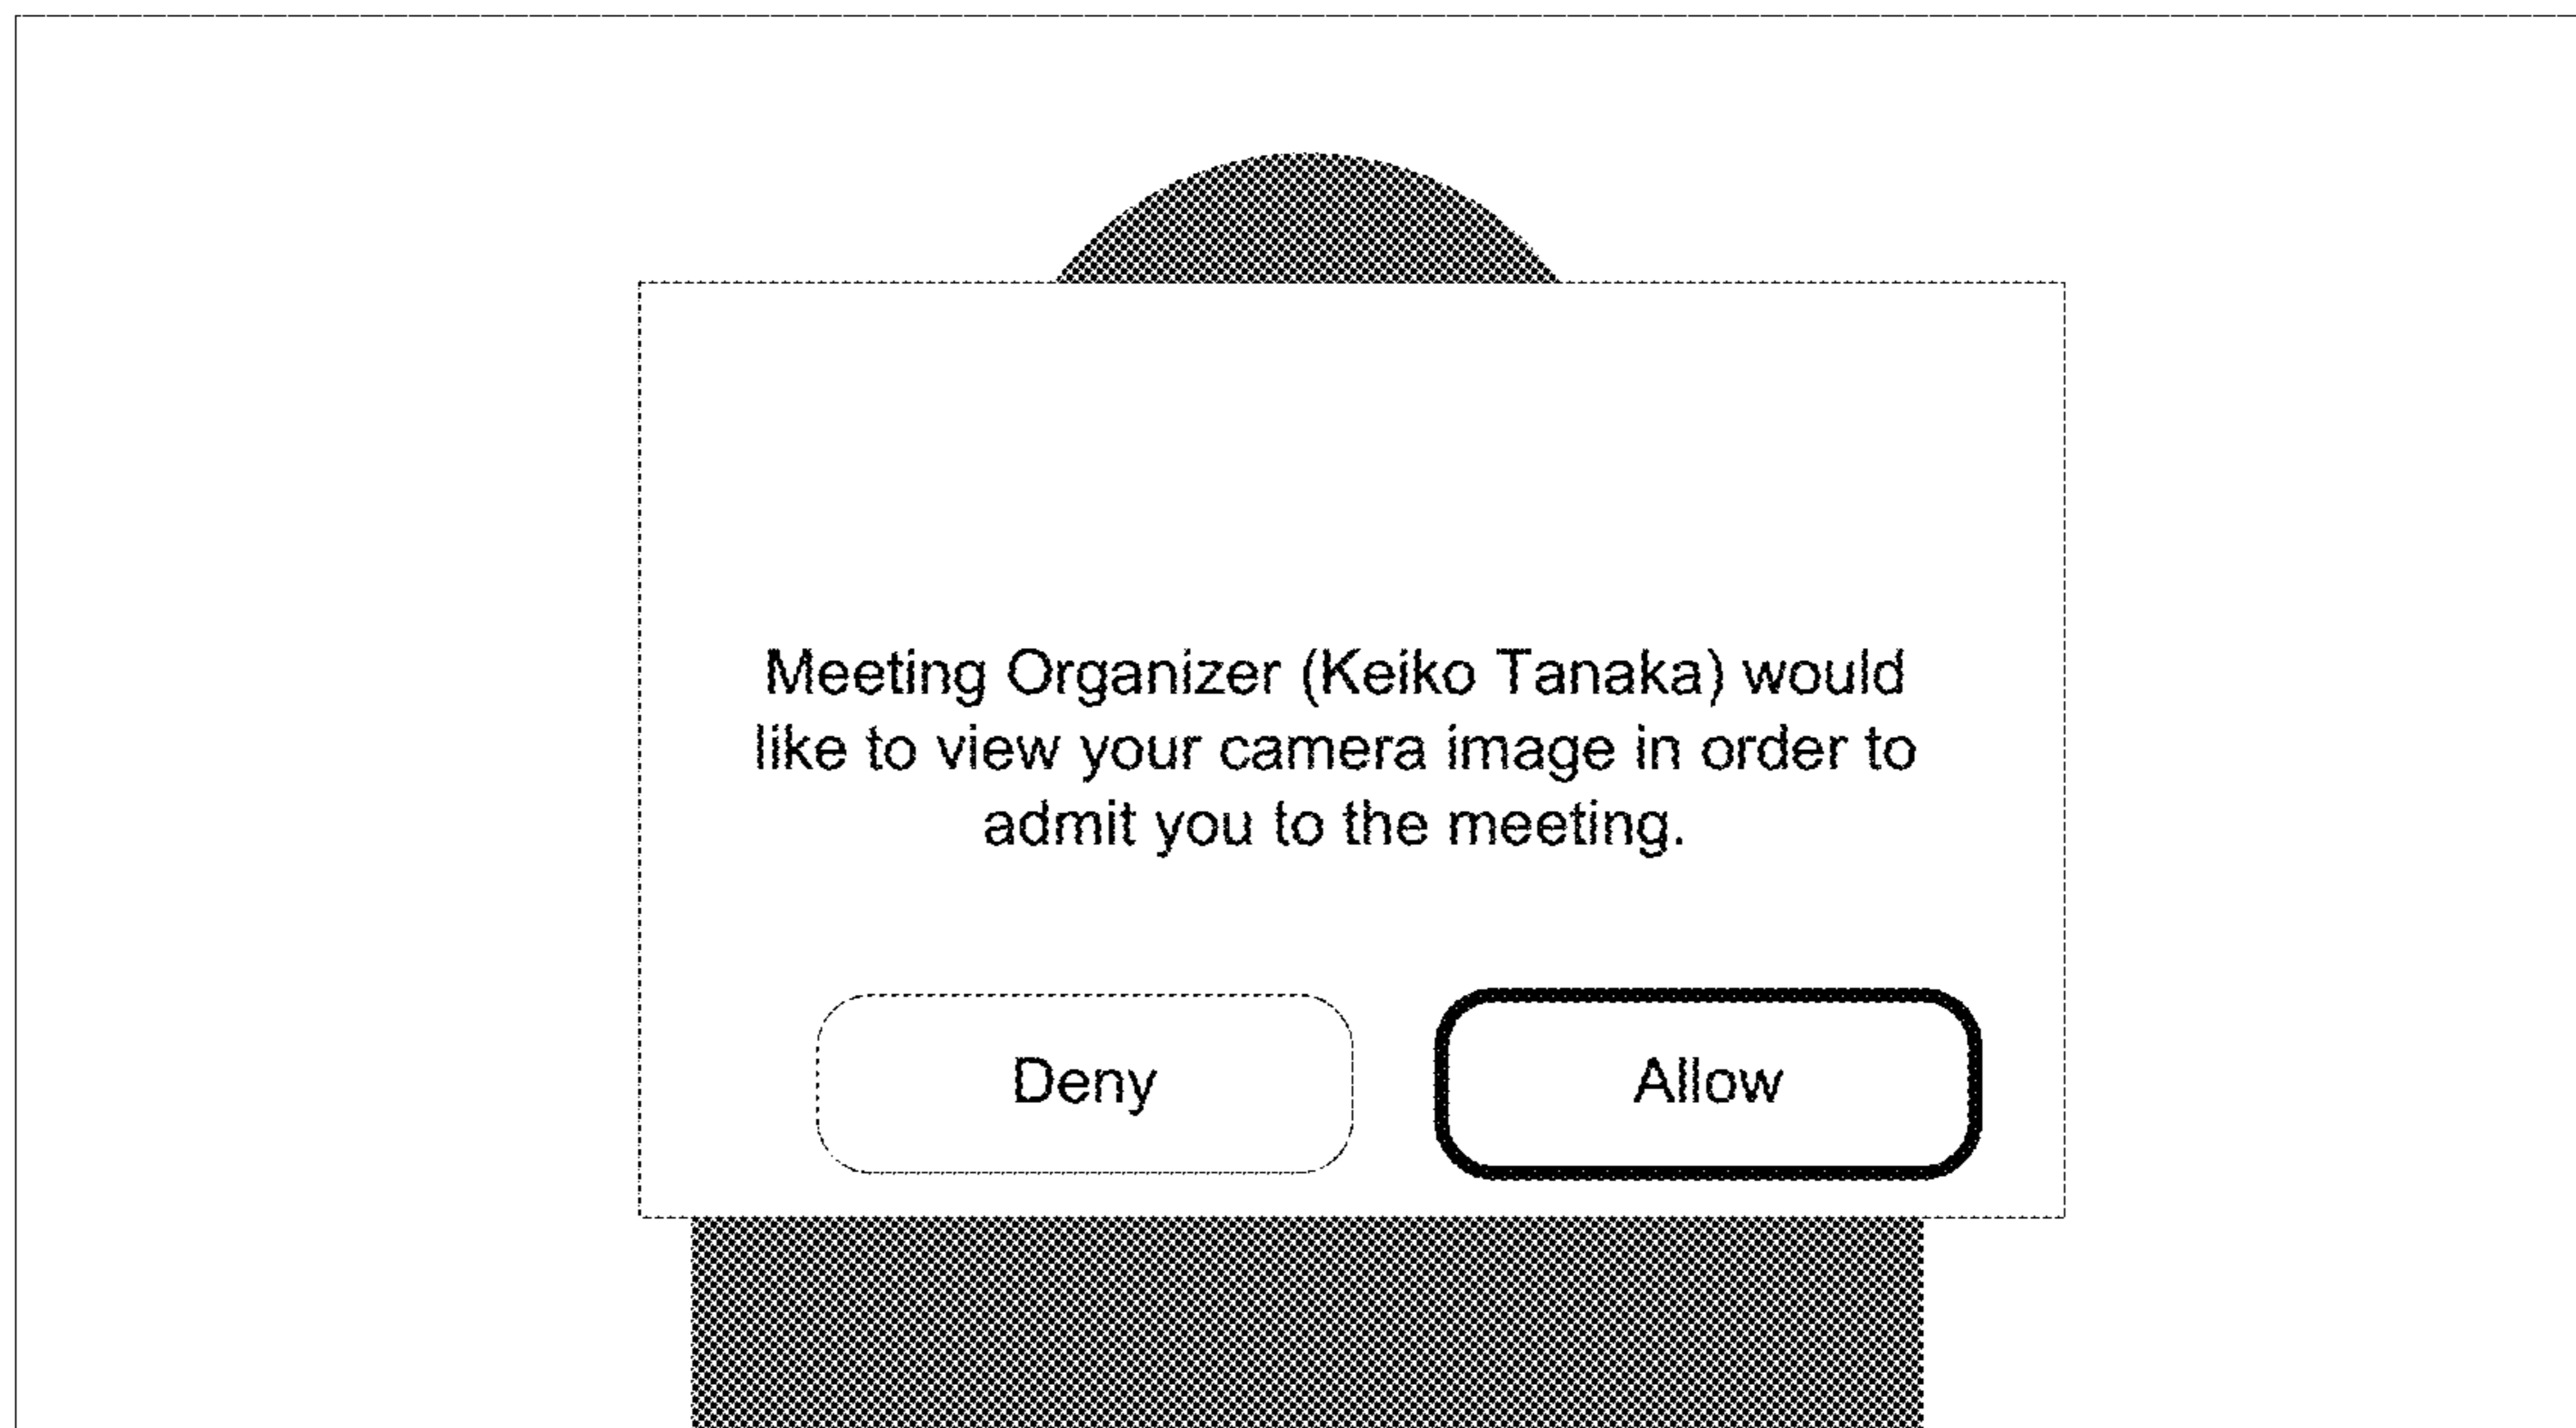 Meeting Organizer (Keiko Tanaka) would
like to view your camera image in order to
admit you to the meeting.
Deny
Allow